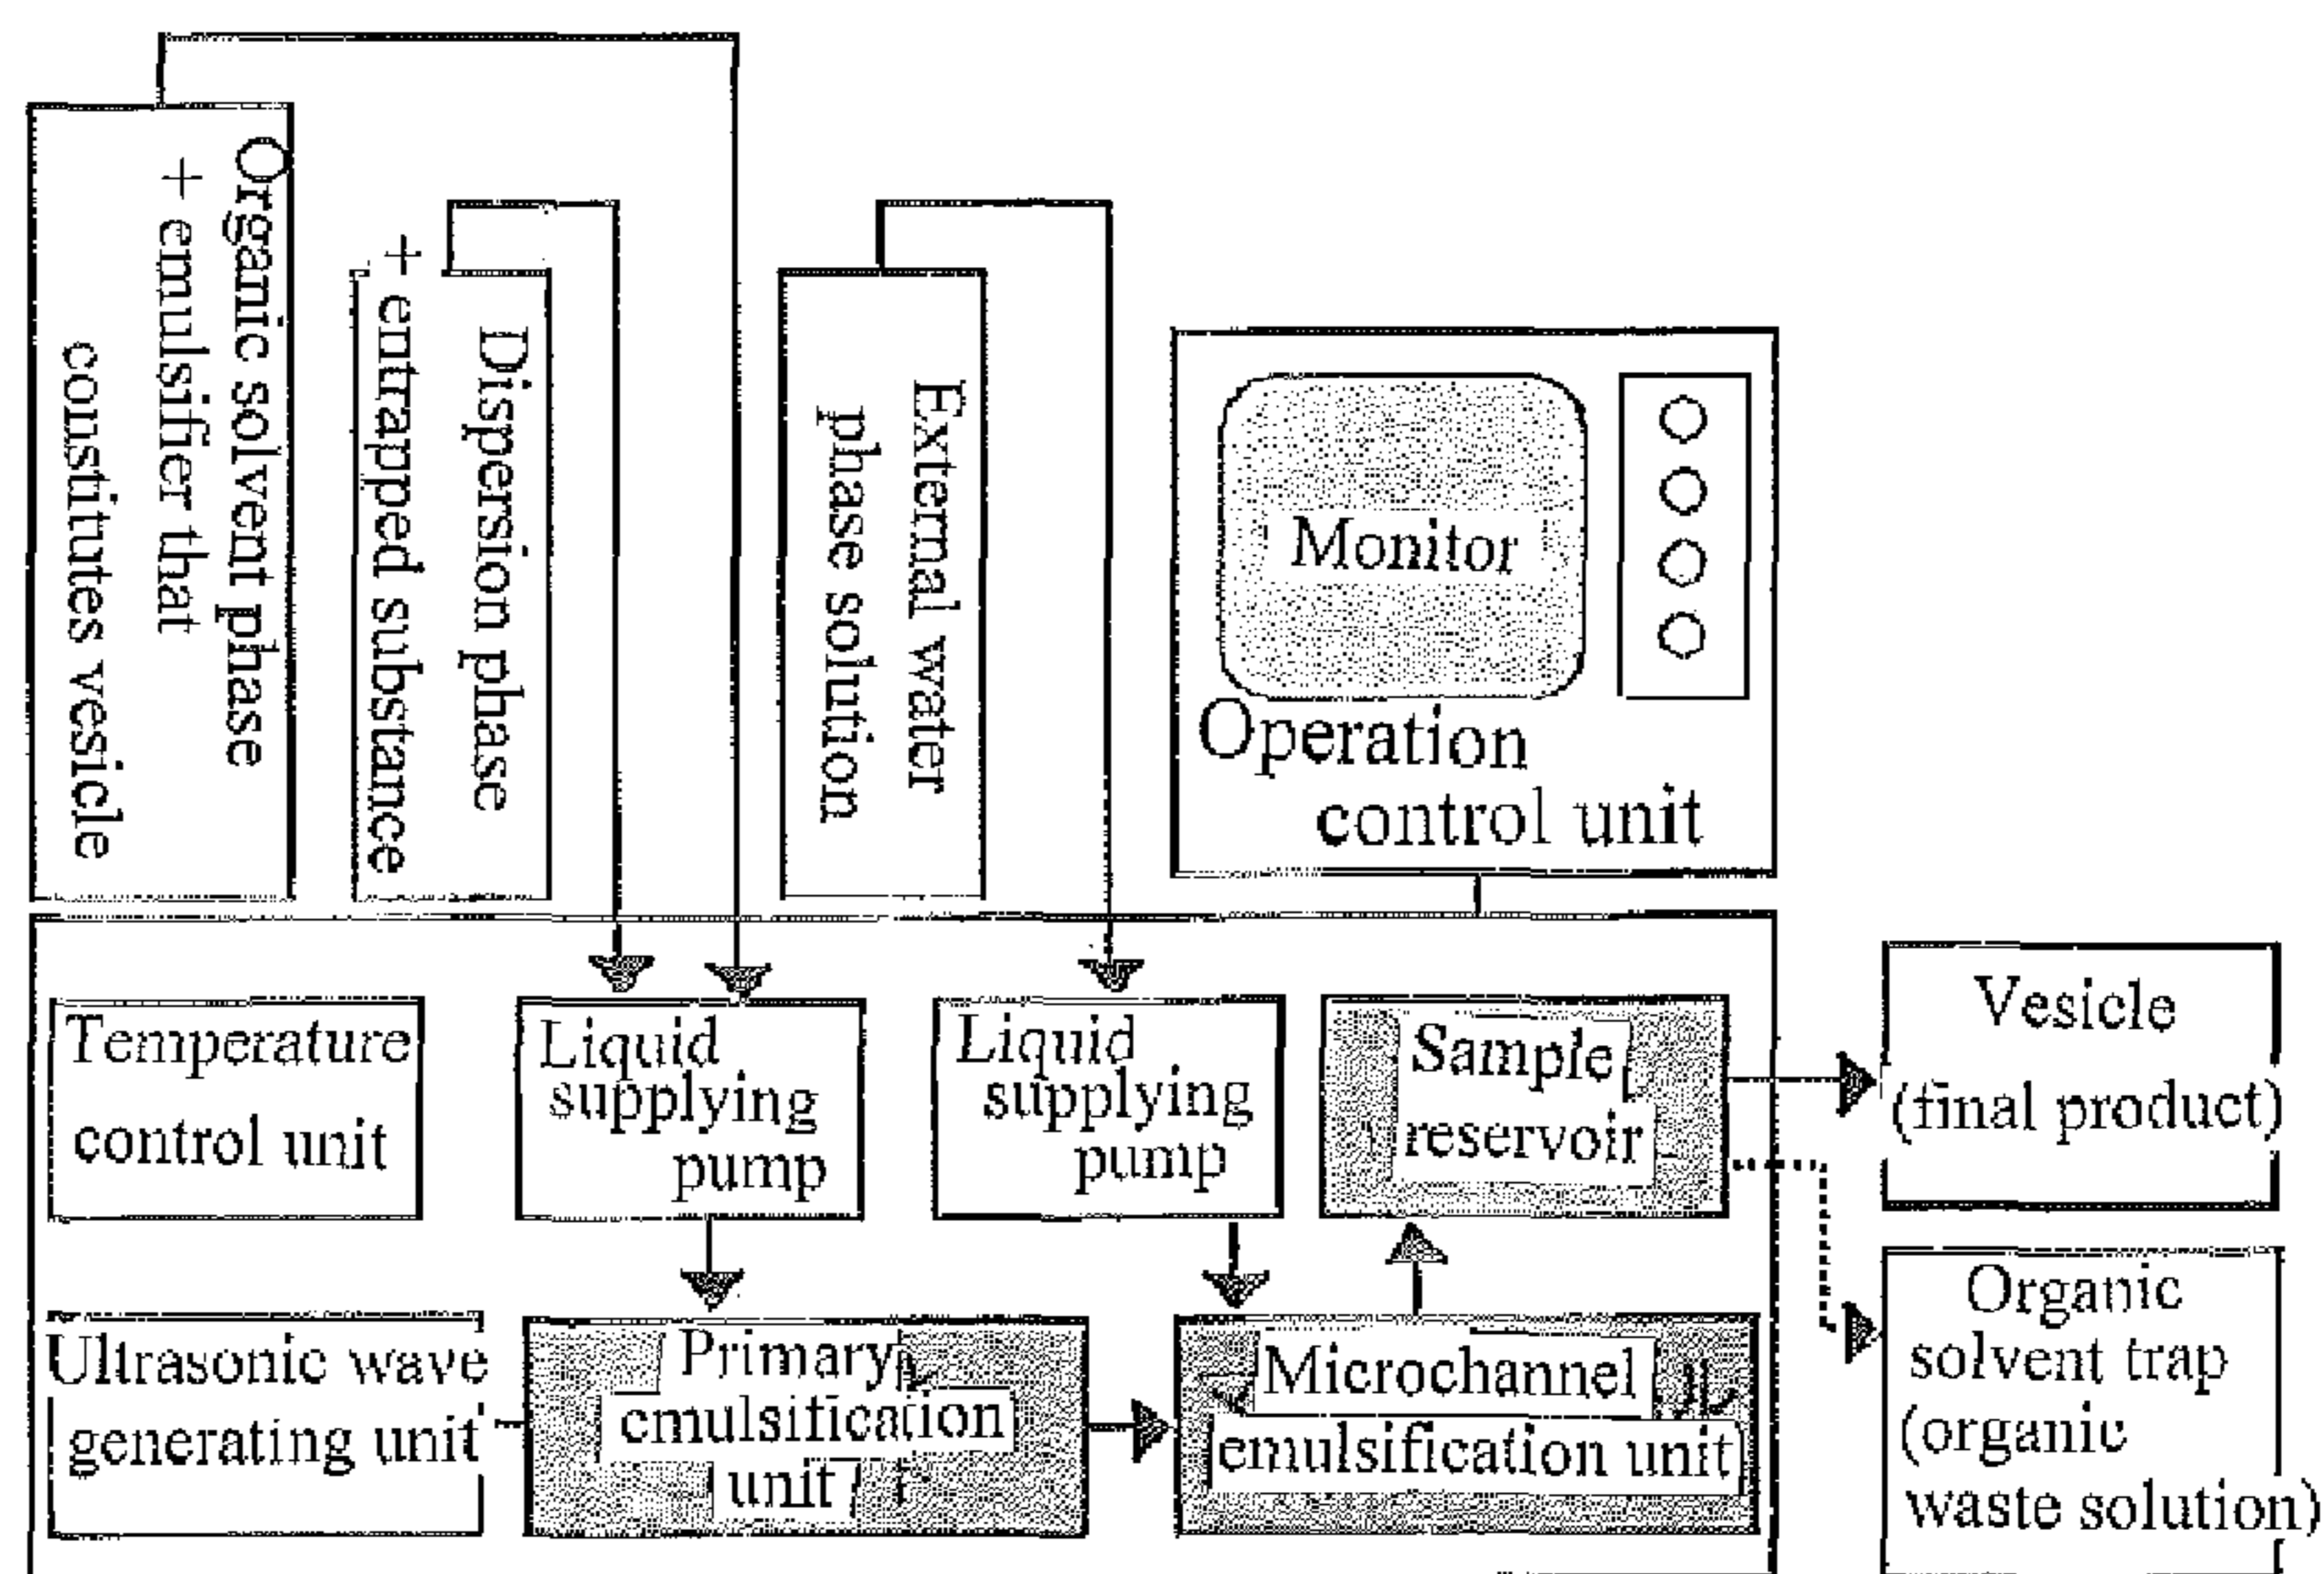 Organic solvent phase
+ emulsifier that
constitutes vesicle
Dispersion phase
+ entrapped substance
External water
phase solution
Monitor
Operation
control unit
Temperature
control unit
Liquid
supplying
pump
Liquid
supplying
pump
Sample
reservoir
Vesicle
(final product)
Ultrasonic wave
generating unit
Primary
emulsification
unit
Microchannel
emulsification unit
Organic
solvent trap
(organic
waste solution)